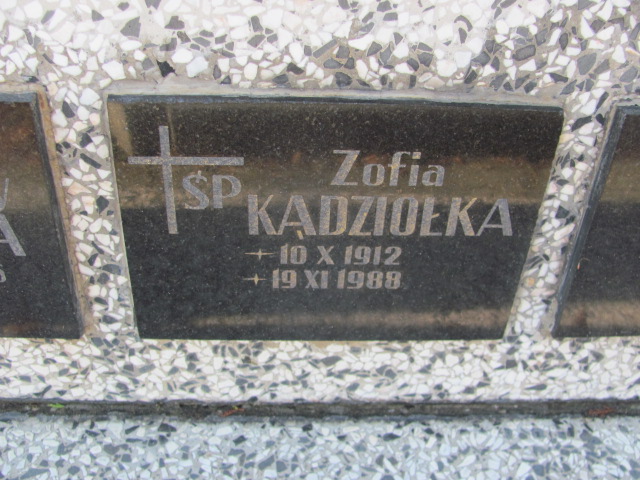 ŚP
Zofia
KĄDZIOŁKA
10 X 1912
19 XI 1988